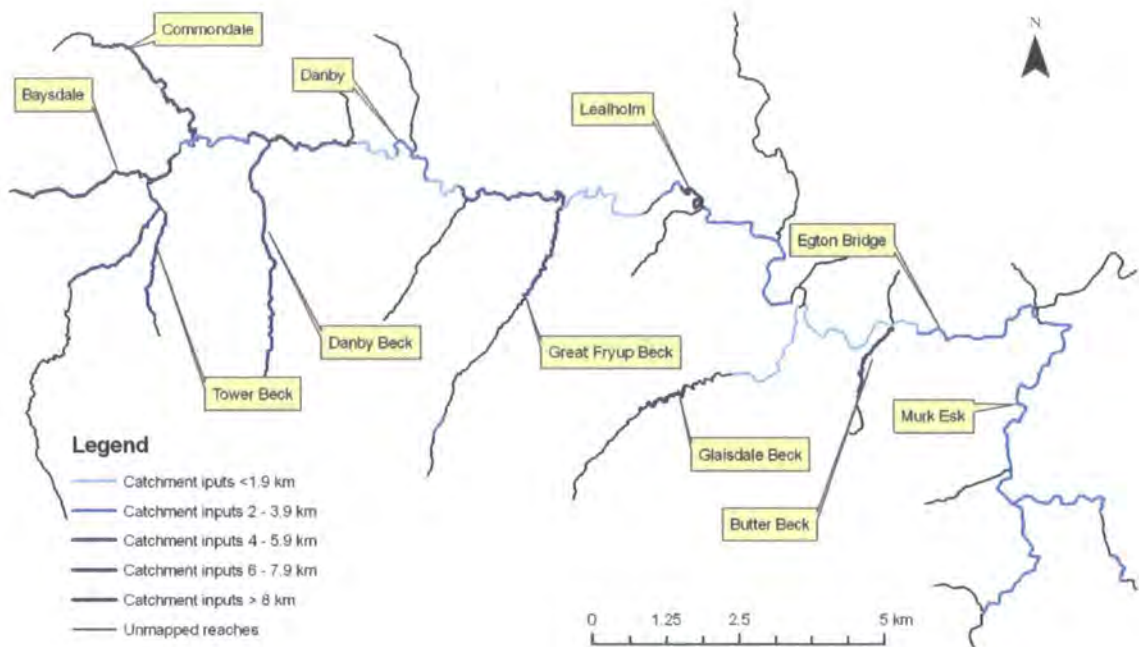 Commondale
N
Danby
Baysdale
Lealholm
Egton Bridge
Danby Beck
Great Fryup Beck
Tower Beck
Murk Esk
Glaisdale Beck
Butter Beck
Legend
Catchment iputs <1.9 km
Catchment inputs 2 - 3.9 km
Catchment inputs 4 - 5.9 km
Catchment inputs 6 - 7.9 km
Catchment inputs > 8 km
Unmapped reaches
0 1.25 2.5 5 km